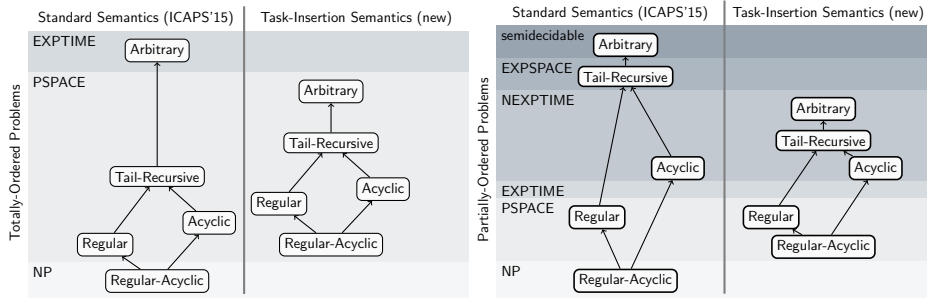 Standard Semantics (ICAPS'15)
Task-Insertion Semantics (new)
Totally-Ordered Problems
EXPTIME
Arbitrary
PSPACE
Arbitrary
Tail-Recursive
Tail-Recursive
Acyclic
Regular
Acyclic
Regular
Regular-Acyclic
NP
Regular-Acyclic
Standard Semantics (ICAPS'15)
Task-Insertion Semantics (new)
Partially-Ordered Problems
semidecidable
Arbitrary
EXPSPACE
Tail-Recursive
NEXPTIME
Arbitrary
Tail-Recursive
Acyclic
Acyclic
EXPTIME
PSPACE
Regular
Regular
Regular-Acyclic
NP
Regular-Acyclic